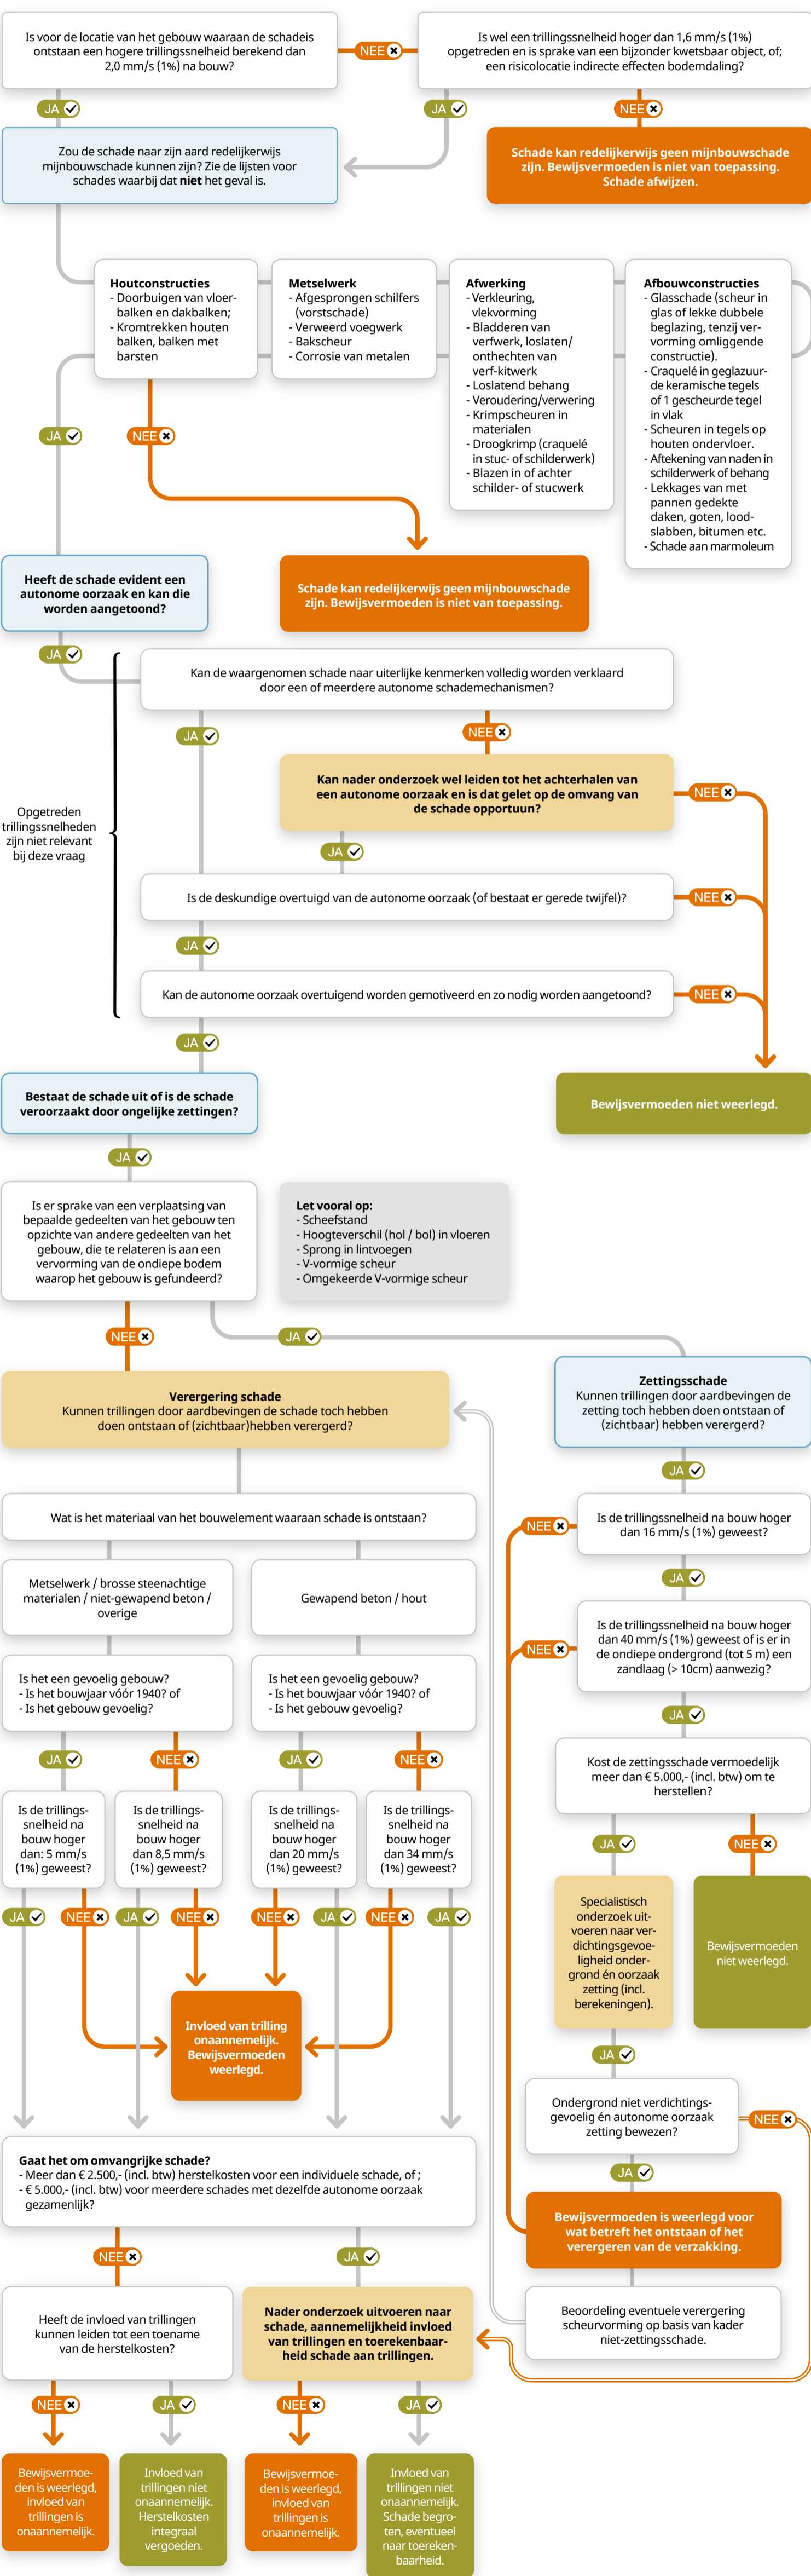 Is voor de locatie van het gebouw waaraan de schadeis
ontstaan een hogere trillingssnelheid berekend dan
2,0 mm/s (1%) na bouw?
NEE
Is wel een trillingssnelheid hoger dan 1,6 mm/s (1%)
opgetreden en is sprake van een bijzonder kwetsbaar object, of;
een risicolocatie indirecte effecten bodemdaling?
JA
JA
NEE
Zou de schade naar zijn aard redelijkerwijs
mijnbouwschade kunnen zijn? Zie de lijsten voor
schades waarbij dat niet het geval is.
Schade kan redelijkerwijs geen mijnbouwschade
zijn. Bewijsvermoeden is niet van toepassing.
Schade afwijzen.
Houtconstructies
- Doorbuigen van vloer-
balken en dakbalken;
- Kromtrekken houten
balken, balken met
barsten
Metselwerk
- Afgesprongen schilfers
(vorstschade)
- Verweerd voegwerk
- Bakscheur
- Corrosie van metalen
Afwerking
- Verkleuring,
vlekvorming
- Bladderen van
verfwerk, loslaten/
onthechten van
verf-kitwerk
- Loslatend behang
- Veroudering/verwering
- Krimpscheuren in
materialen
- Droogkrimp (craquelé
in stuc- of schilderwerk)
- Blazen in of achter
schilder- of stucwerk
Afbouwconstructies
- Glasschade (scheur in
glas of lekke dubbele
beglazing, tenzij ver-
vorming omliggende
constructie).
- Craquelé in geglazuur-
de keramische tegels
of 1 gescheurde tegel
in vlak
- Scheuren in tegels op
houten ondervloer.
- Aftekening van naden in
schilderwerk of behang
- Lekkages van met
pannen gedekte
daken, goten, lood-
slabben, bitumen etc.
- Schade aan marmoleum
JA
NEE
Heeft de schade evident een
autonome oorzaak en kan die
worden aangetoond?
Schade kan redelijkerwijs geen mijnbouwschade
zijn. Bewijsvermoeden is niet van toepassing.
JA
Kan de waargenomen schade naar uiterlijke kenmerken volledig worden verklaard
door een of meerdere autonome schademechanismen?
JA
NEE
Kan nader onderzoek wel leiden tot het achterhalen van
een autonome oorzaak en is dat gelet op de omvang van
de schade opportuun?
NEE
Opgetreden
trillingssnelheden
zijn niet relevant
bij deze vraag
JA
Is de deskundige overtuigd van de autonome oorzaak (of bestaat er gerede twijfel)?
NEE
JA
Kan de autonome oorzaak overtuigend worden gemotiveerd en zo nodig worden aangetoond?
NEE
JA
Bestaat de schade uit of is de schade
veroorzaakt door ongelijke zettingen?
Bewijsvermoeden niet weerlegd.
JA
Is er sprake van een verplaatsing van
bepaalde gedeelten van het gebouw ten
opzichte van andere gedeelten van het
gebouw, die te relateren is aan een
vervorming van de ondiepe bodem
waarop het gebouw is gefundeerd?
Let vooral op:
- Scheefstand
- Hoogteverschil (hol / bol) in vloeren
- Sprong in lintvoegen
- V-vormige scheur
- Omgekeerde V-vormige scheur
NEE
JA
Verergering schade
Kunnen trillingen door aardbevingen de schade toch hebben
doen ontstaan of (zichtbaar)hebben verergerd?
Zettingsschade
Kunnen trillingen door aardbevingen de
zetting toch hebben doen ontstaan of
(zichtbaar) hebben verergerd?
JA
Wat is het materiaal van het bouwelement waaraan schade is ontstaan?
NEE
Is de trillingssnelheid na bouw hoger
dan 16 mm/s (1%) geweest?
Metselwerk / brosse steenachtige
materialen / niet-gewapend beton /
overige
Gewapend beton / hout
JA
Is de trillingssnelheid na bouw hoger
dan 40 mm/s (1%) geweest of is er in
de ondiepe ondergrond (tot 5 m) een
zandlaag (> 10cm) aanwezig?
NEE
Is het een gevoelig gebouw?
- Is het bouwjaar vóór 1940? of
- Is het gebouw gevoelig?
Is het een gevoelig gebouw?
- Is het bouwjaar vóór 1940? of
- Is het gebouw gevoelig?
JA
JA
NEE
JA
NEE
Kost de zettingsschade vermoedelijk
meer dan € 5.000,- (incl. btw) om te
herstellen?
Is de trillings-
snelheid na
bouw hoger
dan: 5 mm/s
(1%) geweest?
Is de trillings-
snelheid na
bouw hoger
dan 8,5 mm/s
(1%) geweest?
Is de trillings-
snelheid na
bouw hoger
dan 20 mm/s
(1%) geweest?
Is de trillings-
snelheid na
bouw hoger
dan 34 mm/s
(1%) geweest?
JA
NEE
JA
NEE
JA
NEE
NEE
JA
NEE
JA
Specialistisch
onderzoek uit-
voeren naar ver-
dichtingsgevoe-
ligheid onder-
grond én oorzaak
zetting (incl.
berekeningen).
Bewijsvermoeden
niet weerlegd.
Invloed van trilling
onaannemelijk.
Bewijsvermoeden
weerlegd.
JA
Ondergrond niet verdichtings-
gevoelig én autonome oorzaak
zetting bewezen?
NEE
Gaat het om omvangrijke schade?
- Meer dan € 2.500,- (incl. btw) herstelkosten voor een individuele schade, of ;
- € 5.000,- (incl. btw) voor meerdere schades met dezelfde autonome oorzaak
gezamenlijk?
JA
Bewijsvermoeden is weerlegd voor
wat betreft het ontstaan of het
verergeren van de verzakking.
NEE
JA
Heeft de invloed van trillingen
kunnen leiden tot een toename
van de herstelkosten?
Nader onderzoek uitvoeren naar
schade, aannemelijkheid invloed
van trillingen en toerekenbaar-
heid schade aan trillingen.
Beoordeling eventuele verergering
scheurvorming op basis van kader
niet-zettingsschade.
NEE
JA
NEE
JA
Bewijsvermoe-
den is weerlegd,
invloed van
trillingen is
onaannemelijk.
Invloed van
trillingen niet
onaannemelijk.
Herstelkosten
integraal
vergoeden.
Bewijsvermoe-
den is weerlegd,
invloed van
trillingen is
onaannemelijk.
Invloed van
trillingen niet
onaannemelijk.
Schade begro-
ten, eventueel
naar toereken-
baarheid.